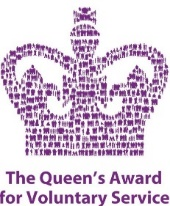 The Queen's Award
for Voluntary Service